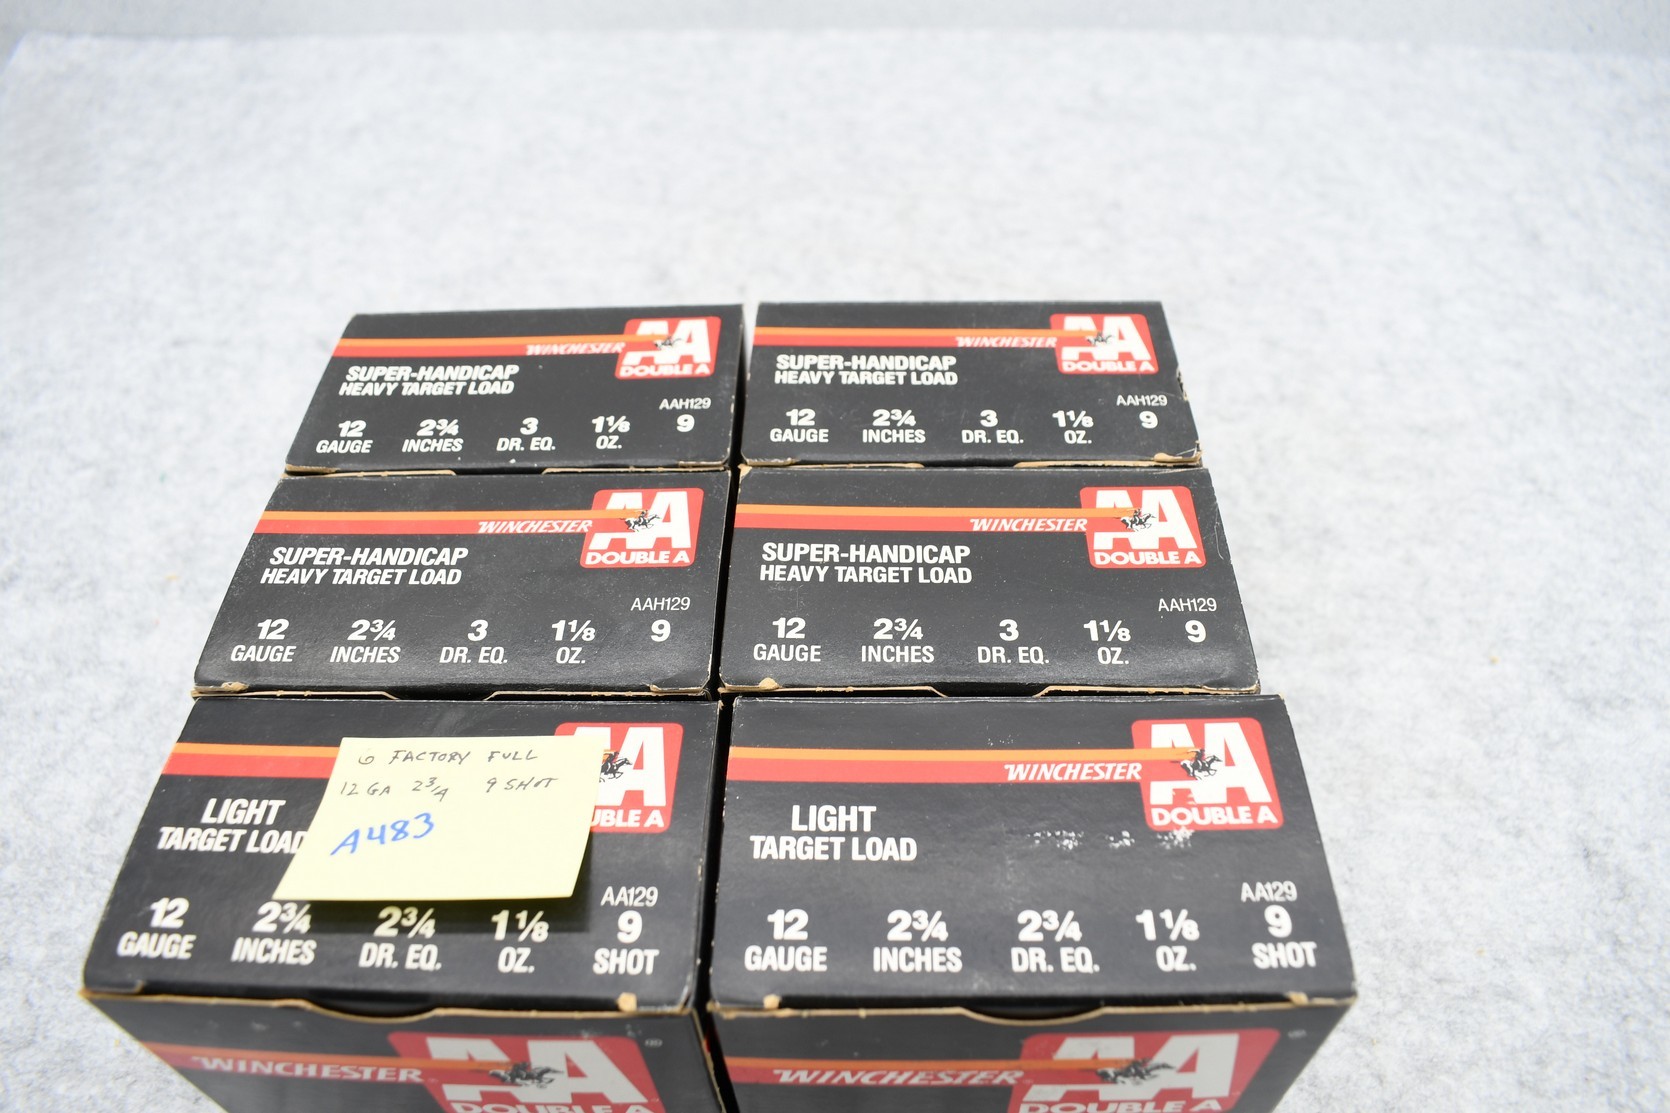 WINCHESTER
AA
DOUBLE A
SUPER-HANDICAP
HEAVY TARGET LOAD
AAH129
12 2¾ 3 1⅛ 9
GAUGE INCHES DR. EQ. OZ.
WINCHESTER
AA
DOUBLE A
SUPER-HANDICAP
HEAVY TARGET LOAD
AAH129
12 2¾ 3 1⅛ 9
GAUGE INCHES DR. EQ. OZ.
WINCHESTER
AA
DOUBLE A
SUPER-HANDICAP
HEAVY TARGET LOAD
AAH129
12 2¾ 3 1⅛ 9
GAUGE INCHES DR. EQ. OZ.
WINCHESTER
AA
DOUBLE A
SUPER-HANDICAP
HEAVY TARGET LOAD
AAH129
12 2¾ 3 1⅛ 9
GAUGE INCHES DR. EQ. OZ.
6 FACTORY FULL
12 GA 2¾ 9 SHOT
A483
AA
UBLE A
LIGHT
TARGET LOAD
AA129
12 2¾ 2¾ 1⅛ 9
GAUGE INCHES DR. EQ. OZ. SHOT
WINCHESTER
AA
DOUBLE A
LIGHT
TARGET LOAD
AA129
12 2¾ 2¾ 1⅛ 9
GAUGE INCHES DR. EQ. OZ. SHOT
WINCHESTER®
AA®
DOUBLE A
WINCHESTER®
AA®
DOUBLE A